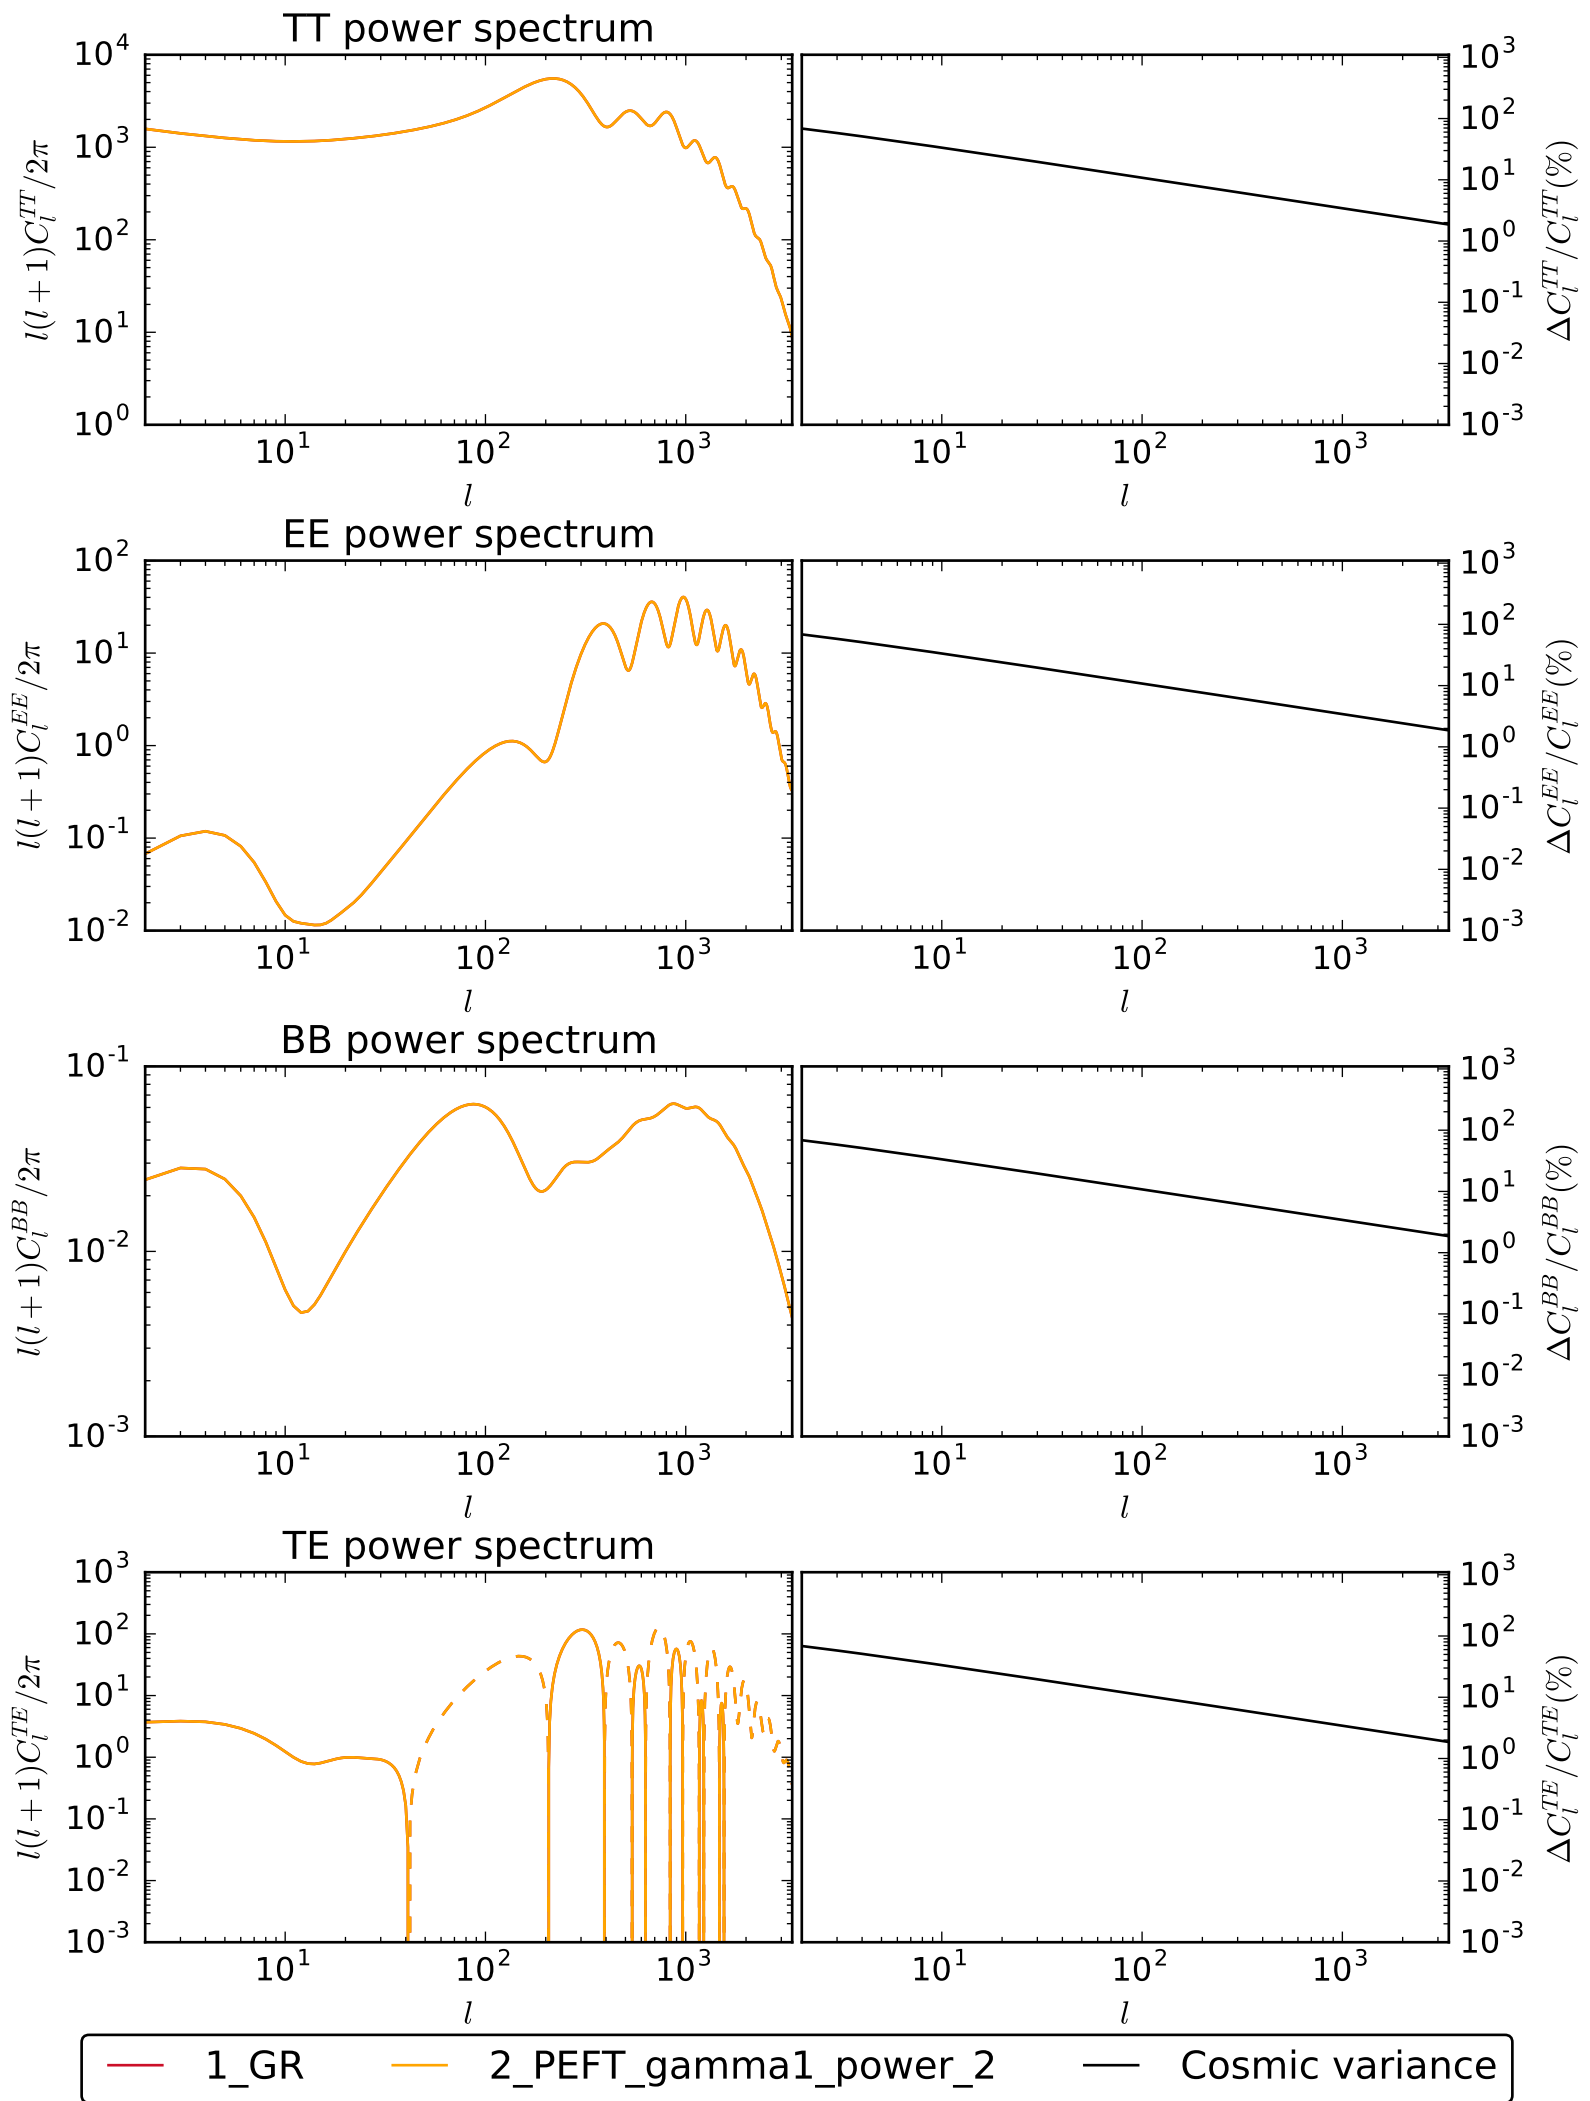 TT power spectrum
10^4
10^3
10^2
10^1
10^0
l(l+1)C_l^{TT}/2π
10^1 10^2 10^3
l
10^3
10^2
10^1
10^0
10^-1
10^-2
10^-3
ΔC_l^{TT}/C_l^{TT}(%)
10^1 10^2 10^3
l
EE power spectrum
10^2
10^1
10^0
10^-1
10^-2
l(l+1)C_l^{EE}/2π
10^1 10^2 10^3
l
10^3
10^2
10^1
10^0
10^-1
10^-2
10^-3
ΔC_l^{EE}/C_l^{EE}(%)
10^1 10^2 10^3
l
BB power spectrum
10^-1
10^-2
10^-3
l(l+1)C_l^{BB}/2π
10^1 10^2 10^3
l
10^3
10^2
10^1
10^0
10^-1
10^-2
10^-3
ΔC_l^{BB}/C_l^{BB}(%)
10^1 10^2 10^3
l
TE power spectrum
10^3
10^2
10^1
10^0
10^-1
10^-2
10^-3
l(l+1)C_l^{TE}/2π
10^1 10^2 10^3
l
10^3
10^2
10^1
10^0
10^-1
10^-2
10^-3
ΔC_l^{TE}/C_l^{TE}(%)
10^1 10^2 10^3
l
1_GR 2_PEFT_gamma1_power_2 Cosmic variance